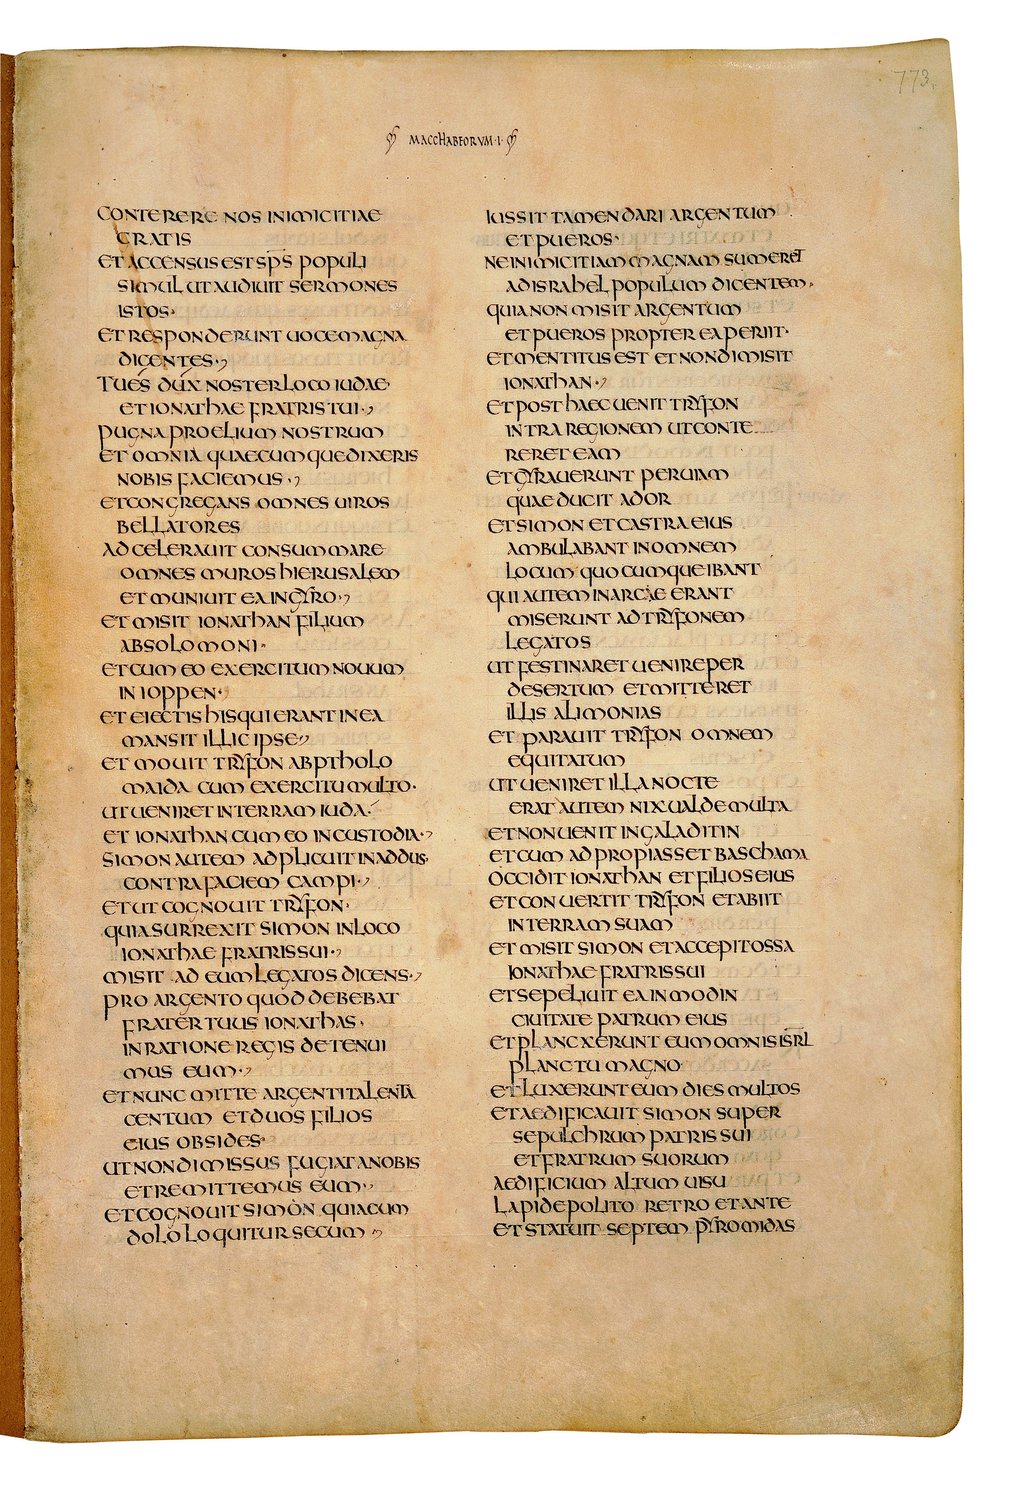 773
MACCHABEORVM · I ·
CONTERERE NOS INIMICITIAE
GRATIS
ET ACCENSUS EST SPS POPULI
SIMUL UT AUDIUIT SERMONES
ISTOS·
ET RESPONDERUNT UOCE MAGNA
DICENTES·,
TU ES DUX NOSTER LOCO IUDAE
ET IONATHAE FRATRIS TUI·,
PUGNA PROELIUM NOSTRUM
ET OMNIA QUAECUMQUE DIXERIS
NOBIS FACIEMUS·,
ET CONGREGANS OMNES UIROS
BELLATORES
ADCELERAUIT CONSUMMARE
OMNES MUROS HIERUSALEM
ET MUNIUIT EX IN GYRO·,
ET MISIT IONATHAN FILIUM
ABSOLOMONI·
ET CUM EO EXERCITUM NOUUM
IN IOPPEN·,
ET EIECTIS HIS QUI ERANT IN EA
MANSIT ILLIC IPSE,
ET MOUIT TRYFON AB PTHOLO
MAIDA CUM EXERCITU MULTO·
UT UENIRET IN TERRAM IUDA·
ET IONATHAN CUM EO IN CUSTODIA·,
SIMON AUTEM ADPLICUIT IN ADDUS·
CONTRA FACIEM CAMPI·,
ET UT COGNOUIT TRYFON·
QUIA SURREXIT SIMON IN LOCO
IONATHAE FRATRIS SUI·,
MISIT AD EUM LEGATOS DICENS·,
PRO ARGENTO QUOD DEBEBAT
FRATER TUUS IONATHAS·
IN RATIONE REGIS DETENUI
MUS EUM·,
ET NUNC MITTE ARGENTI TALENTA
CENTUM ET DUOS FILIOS
EIUS OBSIDES·
UT NON DIMISSUS FUGIAT A NOBIS
ET REMITTEMUS EUM·,
ET COGNOUIT SIMON QUIA CUM
DOLO LOQUITUR SECUM,
IUSSIT TAMEN DARI ARGENTUM
ET PUEROS·
NE INIMICITIAM MAGNAM SUMERET
AD ISRAHEL POPULUM DICENTEM·
QUIA NON MISIT ARGENTUM
ET PUEROS PROPTEREA PERIIT·
ET MENTITUS EST ET NON DIMISIT
IONATHAN·,
ET POST HAEC UENIT TRYFON
INTRA REGIONEM UT CONTE
RERET EAM
ET GYRAUERUNT PER UIAM
QUAE DUCIT ADOR
ET SIMON ET CASTRA EIUS
AMBULABANT IN OMNEM
LOCUM QUOCUMQUE IBANT
QUI AUTEM IN ARCAE ERANT
MISERUNT AD TRYFONEM
LEGATOS
UT FESTINARET UENIRE PER
DESERTUM ET MITTERET
ILLIS ALIMONIAS
ET PARAUIT TRYFON OMNEM
EQUITATUM
UT UENIRET ILLA NOCTE
ERAT AUTEM NIX UALDE MULTA
ET NON UENIT IN GALADITIN
ET CUM ADPROPIASSET BASCHAMA
OCCIDIT IONATHAN ET FILIOS EIUS
ET CONUERTIT TRYFON ET ABIIT
IN TERRAM SUAM
ET MISIT SIMON ET ACCEPIT OSSA
IONATHAE FRATRIS SUI
ET SEPELIUIT EA IN MODIN
CIUITATE PATRUM EIUS
ET PLANCXERUNT EUM OMNIS ISRL
PLANCTU MAGNO
ET LUXERUNT EUM DIES MULTOS
ET AEDIFICAUIT SIMON SUPER
SEPULCHRUM PATRIS SUI
ET FRATRUM SUORUM
AEDIFICIUM ALTUM UISU
LAPIDE POLITO RETRO ET ANTE
ET STATUIT SEPTEM PYROMIDAS